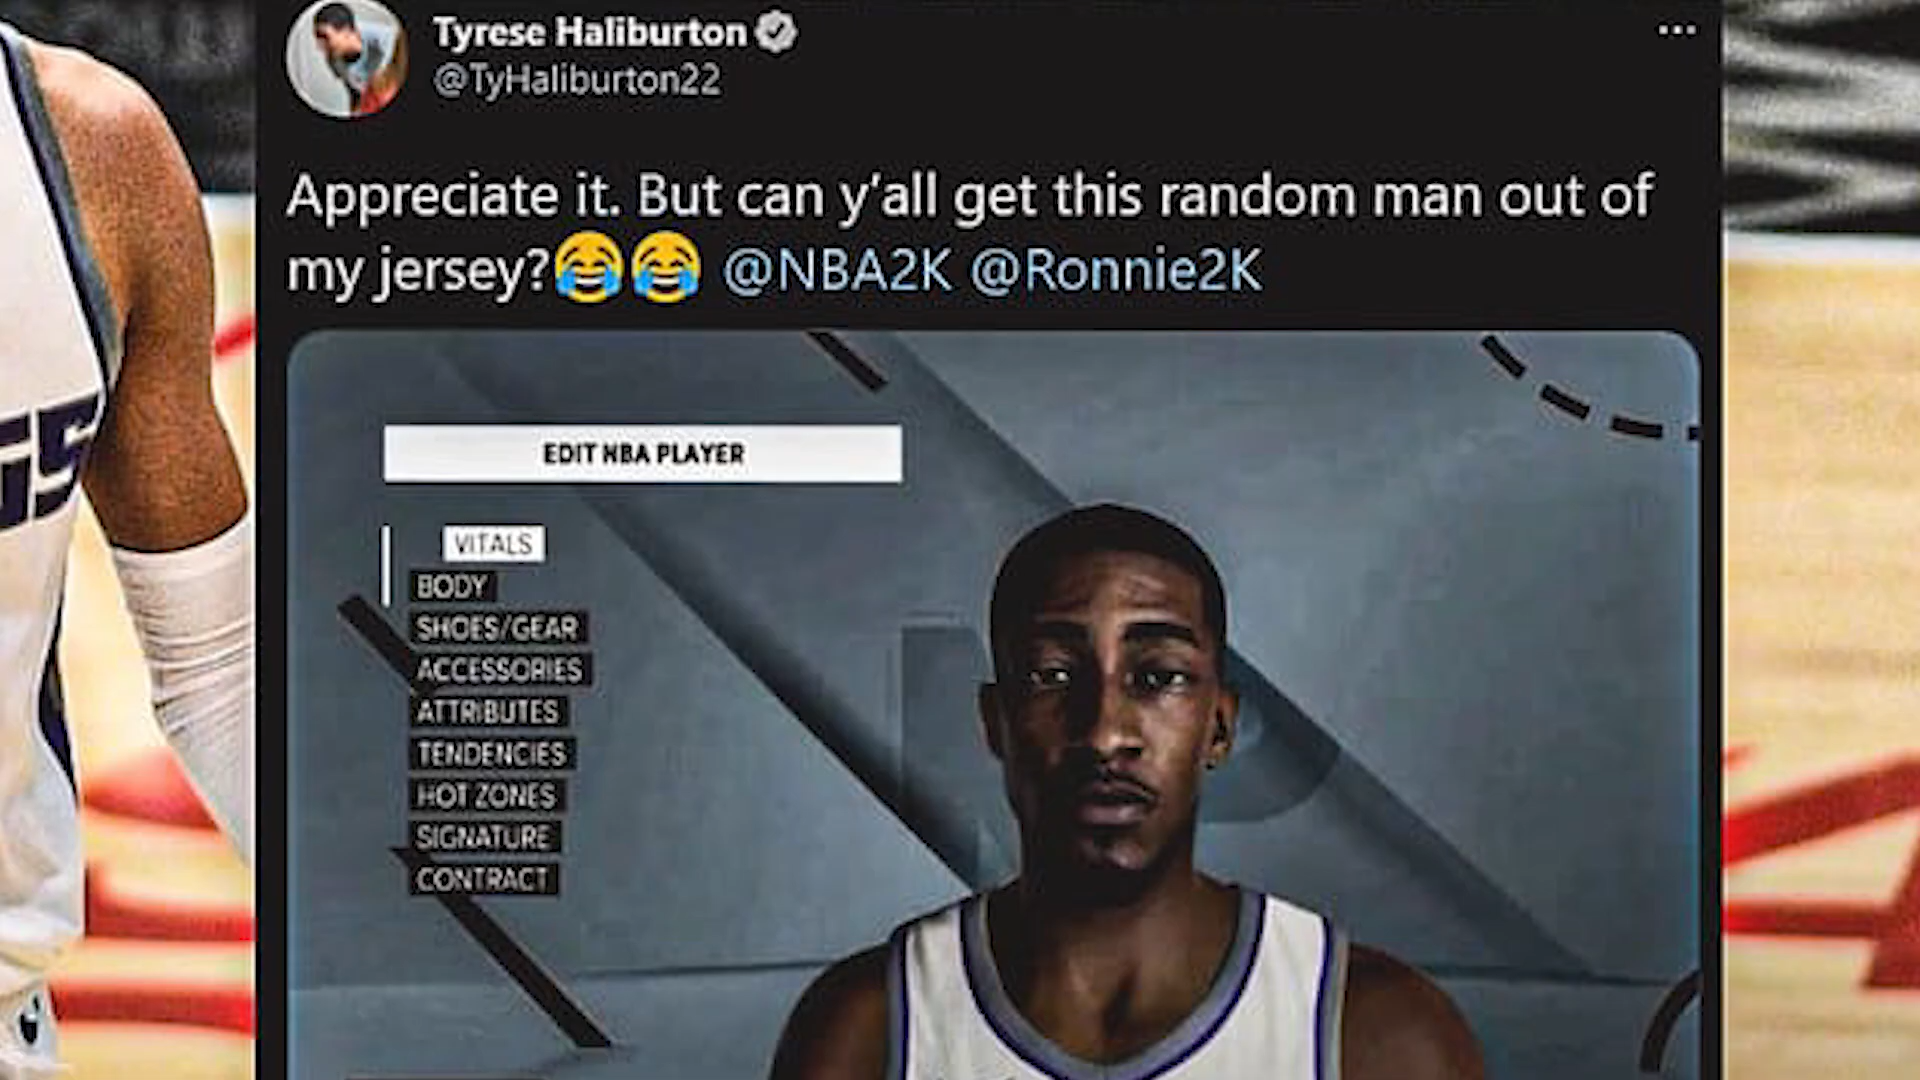 Tyrese Haliburton
@TyHaliburton22
Appreciate it. But can y'all get this random man out of
my jersey?😂😂 @NBA2K @Ronnie2K
EDIT NBA PLAYER
VITALS
BODY
SHOES/GEAR
ACCESSORIES
ATTRIBUTES
TENDENCIES
HOT ZONES
SIGNATURE
CONTRACT
GS